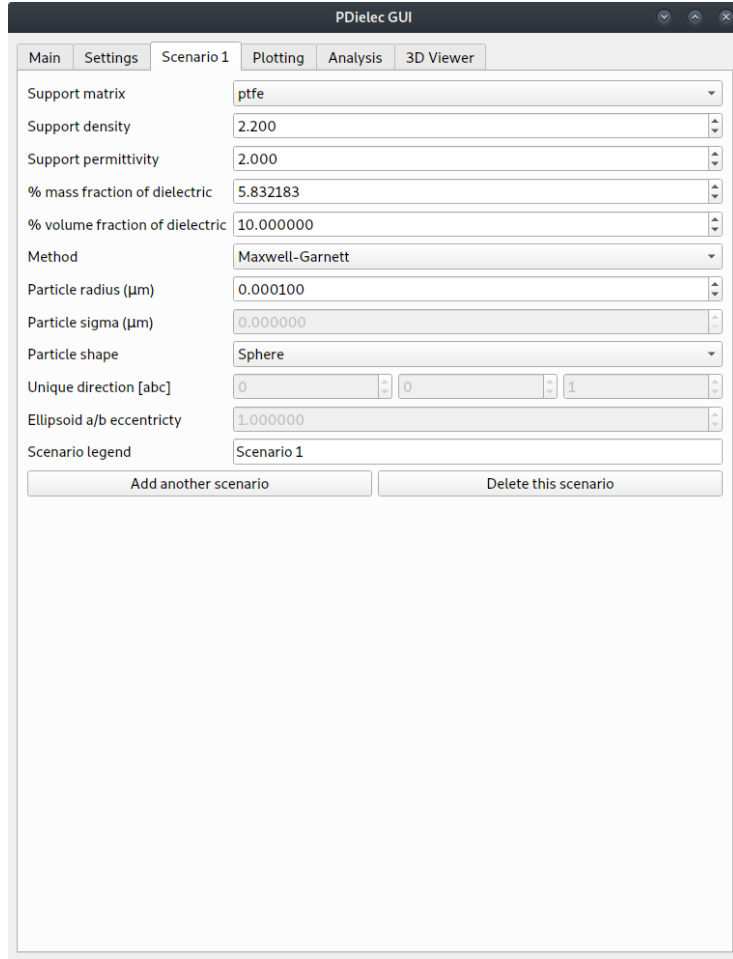 PDielec GUI
Main Settings Scenario 1 Plotting Analysis 3D Viewer
Support matrix ptfe
Support density 2.200
Support permittivity 2.000
% mass fraction of dielectric 5.832183
% volume fraction of dielectric 10.000000
Method Maxwell-Garnett
Particle radius (μm) 0.000100
Particle sigma (μm) 0.000000
Particle shape Sphere
Unique direction [abc] 0 0 1
Ellipsoid a/b eccentricty 1.000000
Scenario legend Scenario 1
Add another scenario Delete this scenario